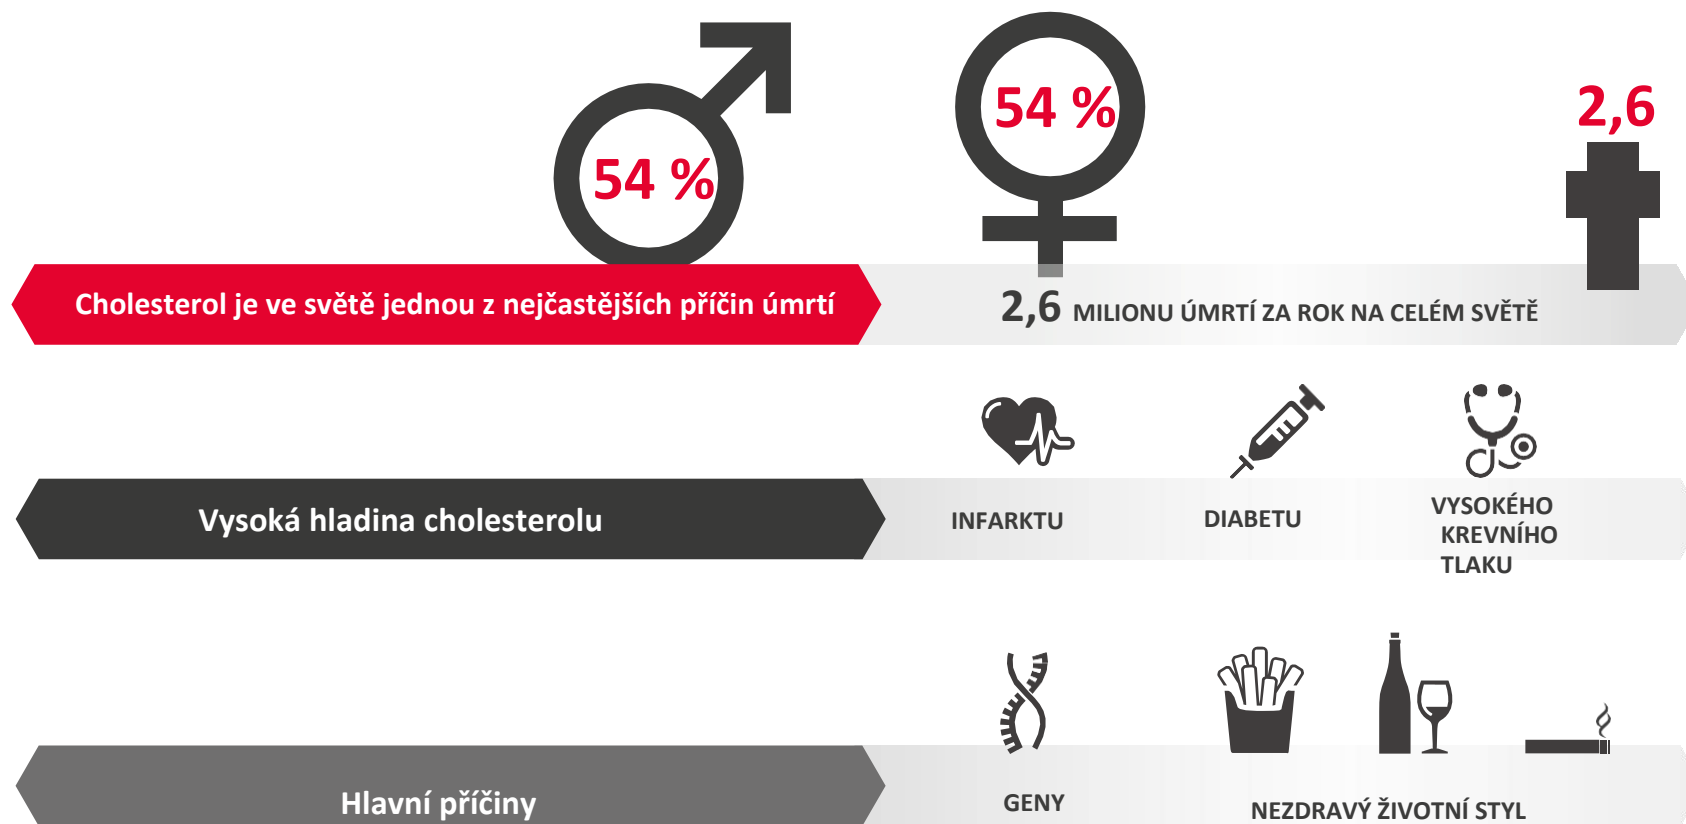 54 %
54 %
2,6
Cholesterol je ve světě jednou z nejčastějších příčin úmrtí
2,6 MILIONU ÚMRTÍ ZA ROK NA CELÉM SVĚTĚ
Vysoká hladina cholesterolu
INFARKTU
DIABETU
VYSOKÉHO
KREVNÍHO
TLAKU
Hlavní příčiny
GENY
NEZDRAVÝ ŽIVOTNÍ STYL